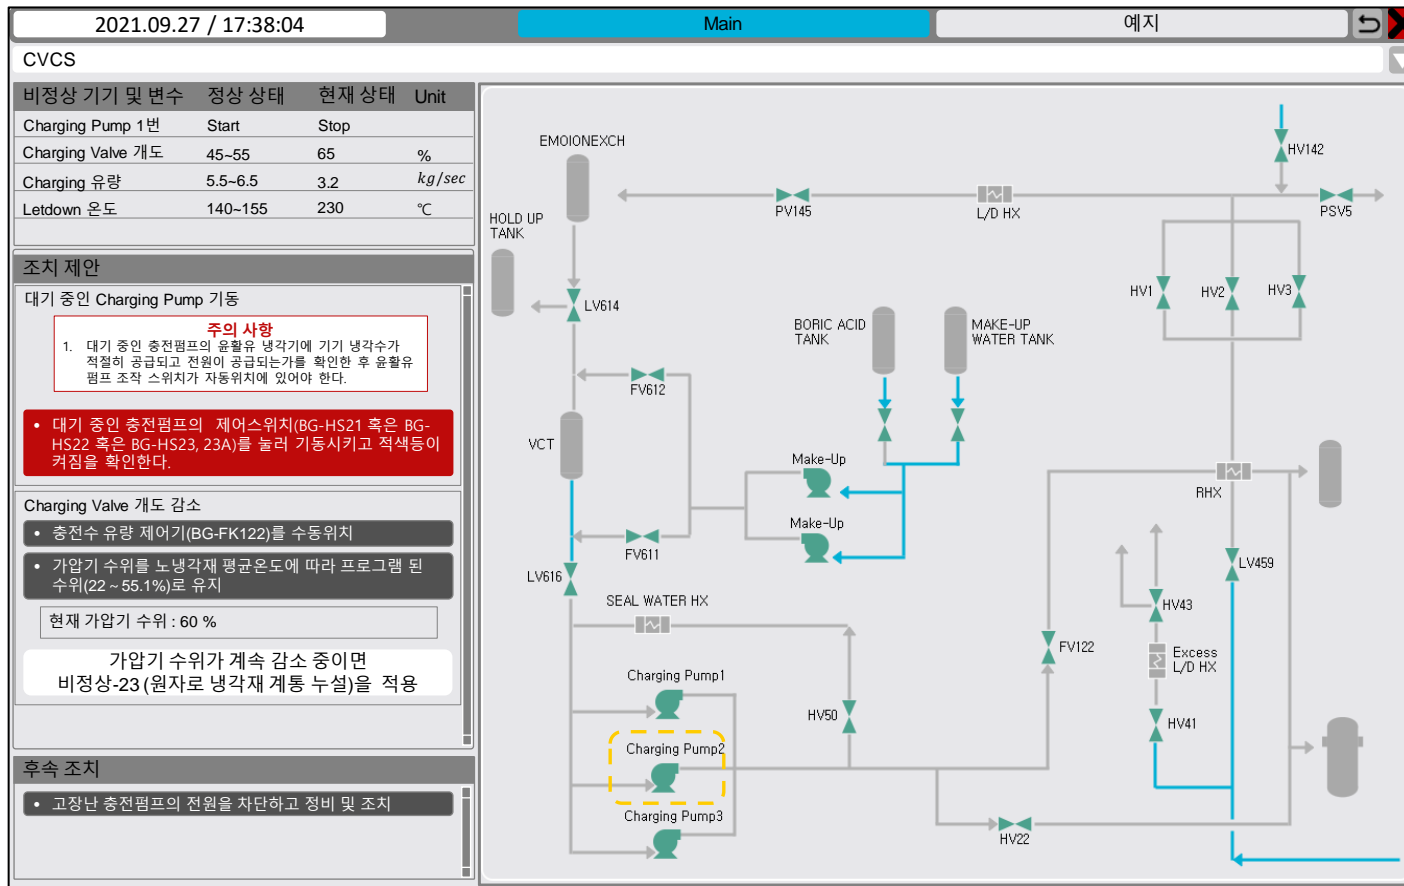 2021.09.27 / 17:38:04
Main
예지
CVCS
비정상 기기 및 변수 정상 상태 현재 상태 Unit
Charging Pump 1번 Start Stop
Charging Valve 개도 45~55 65 %
Charging 유량 5.5~6.5 3.2 kg/sec
Letdown 온도 140~155 230 ℃
조치 제안
대기 중인 Charging Pump 기동
주의 사항
1. 대기 중인 충전펌프의 윤활유 냉각기에 기기 냉각수가
적절히 공급되고 전원이 공급되는가를 확인한 후 윤활유
펌프 조작 스위치가 자동위치에 있어야 한다.
• 대기 중인 충전펌프의 제어스위치(BG-HS21 혹은 BG-
HS22 혹은 BG-HS23, 23A)를 눌러 기동시키고 적색등이
켜짐을 확인한다.
Charging Valve 개도 감소
• 충전수 유량 제어기(BG-FK122)를 수동위치
• 가압기 수위를 노냉각재 평균온도에 따라 프로그램 된
수위(22 ~ 55.1%)로 유지
현재 가압기 수위 : 60 %
가압기 수위가 계속 감소 중이면
비정상-23 (원자로 냉각재 계통 누설)을 적용
후속 조치
• 고장난 충전펌프의 전원을 차단하고 정비 및 조치
EMOIONEXCH
HOLD UP
TANK
LV614
PV145
L/D HX
HV142
PSV5
HV1
HV2
HV3
BORIC ACID
TANK
MAKE-UP
WATER TANK
FV612
VCT
Make-Up
Make-Up
FV611
LV616
SEAL WATER HX
RHX
LV459
HV43
Excess
L/D HX
HV41
FV122
Charging Pump1
HV50
Charging Pump2
Charging Pump3
HV22